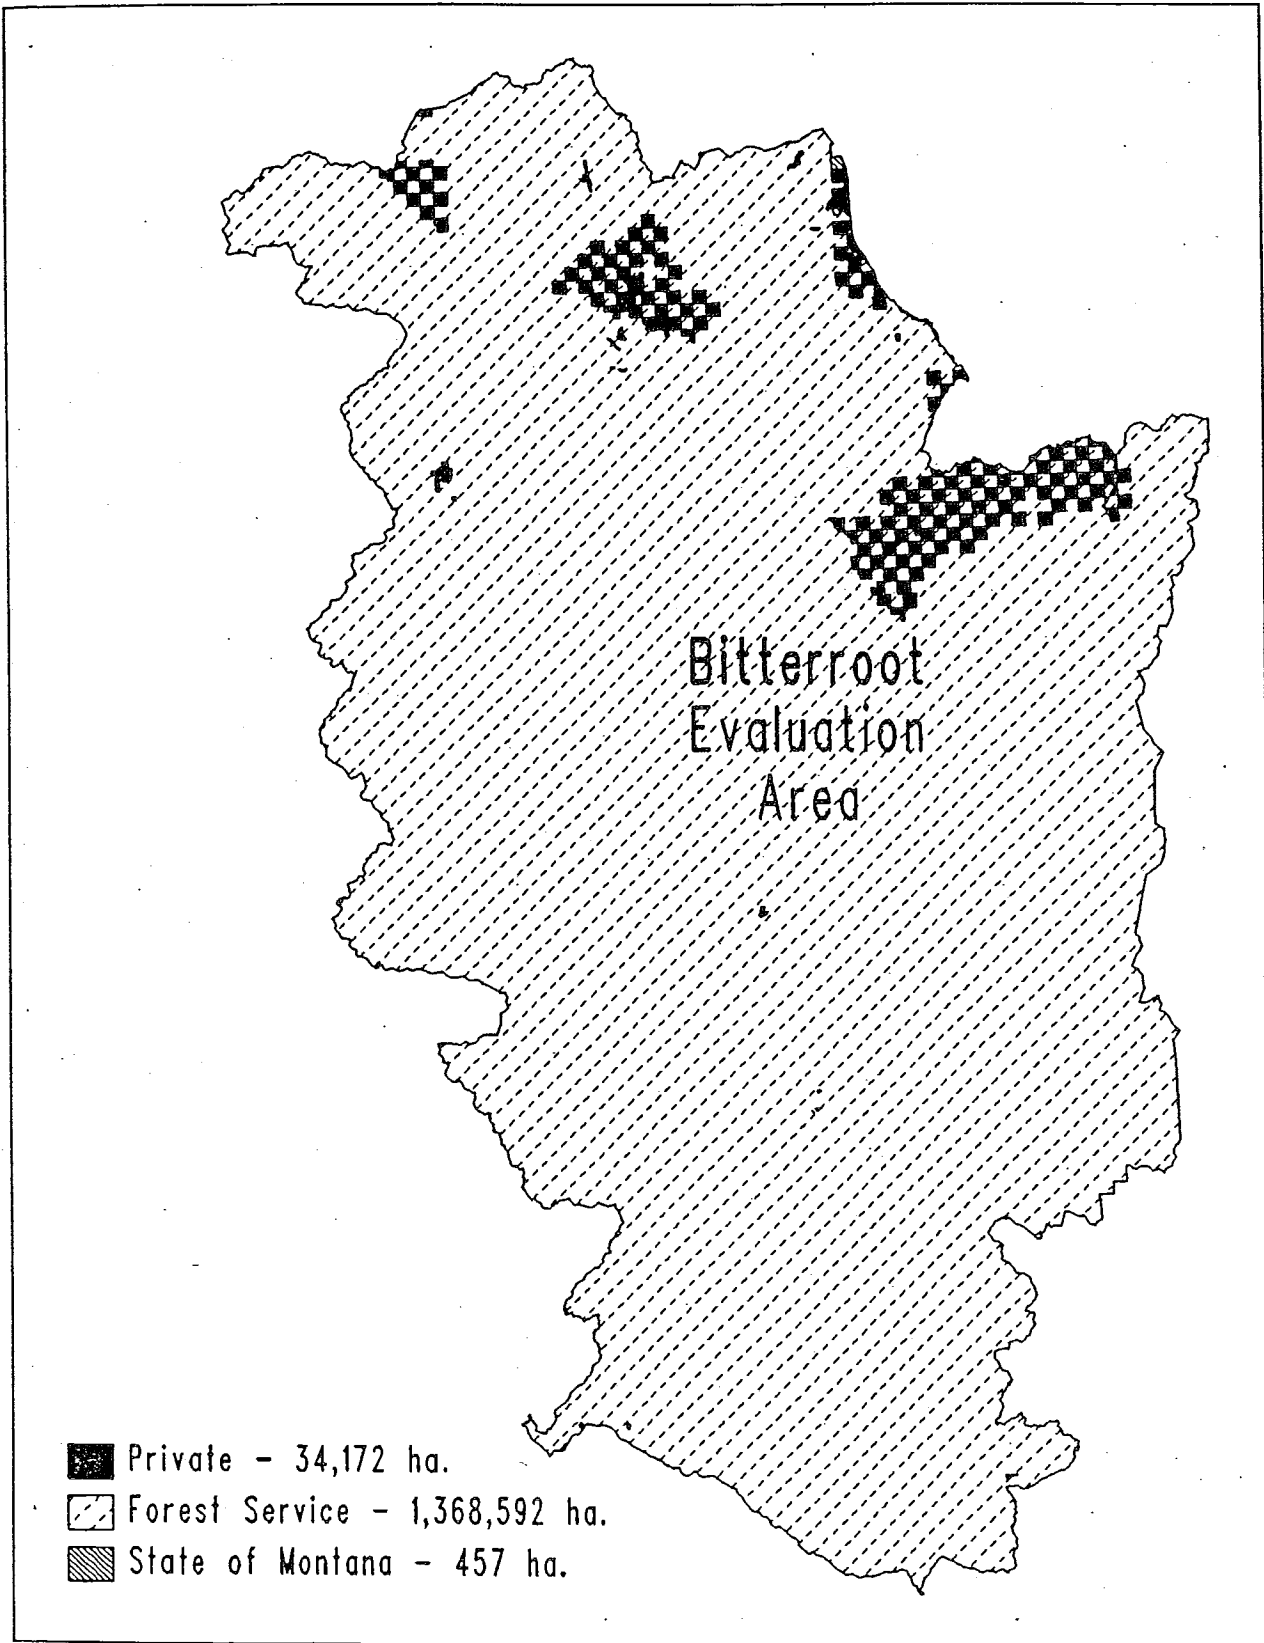 Bitterroot
Evaluation
Area
Private - 34,172 ha.
Forest Service - 1,368,592 ha.
State of Montana - 457 ha.